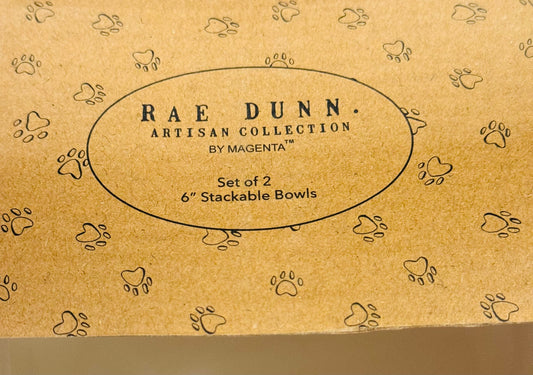 RAE DUNN.
ARTISAN COLLECTION
BY MAGENTA™
Set of 2
6" Stackable Bowls